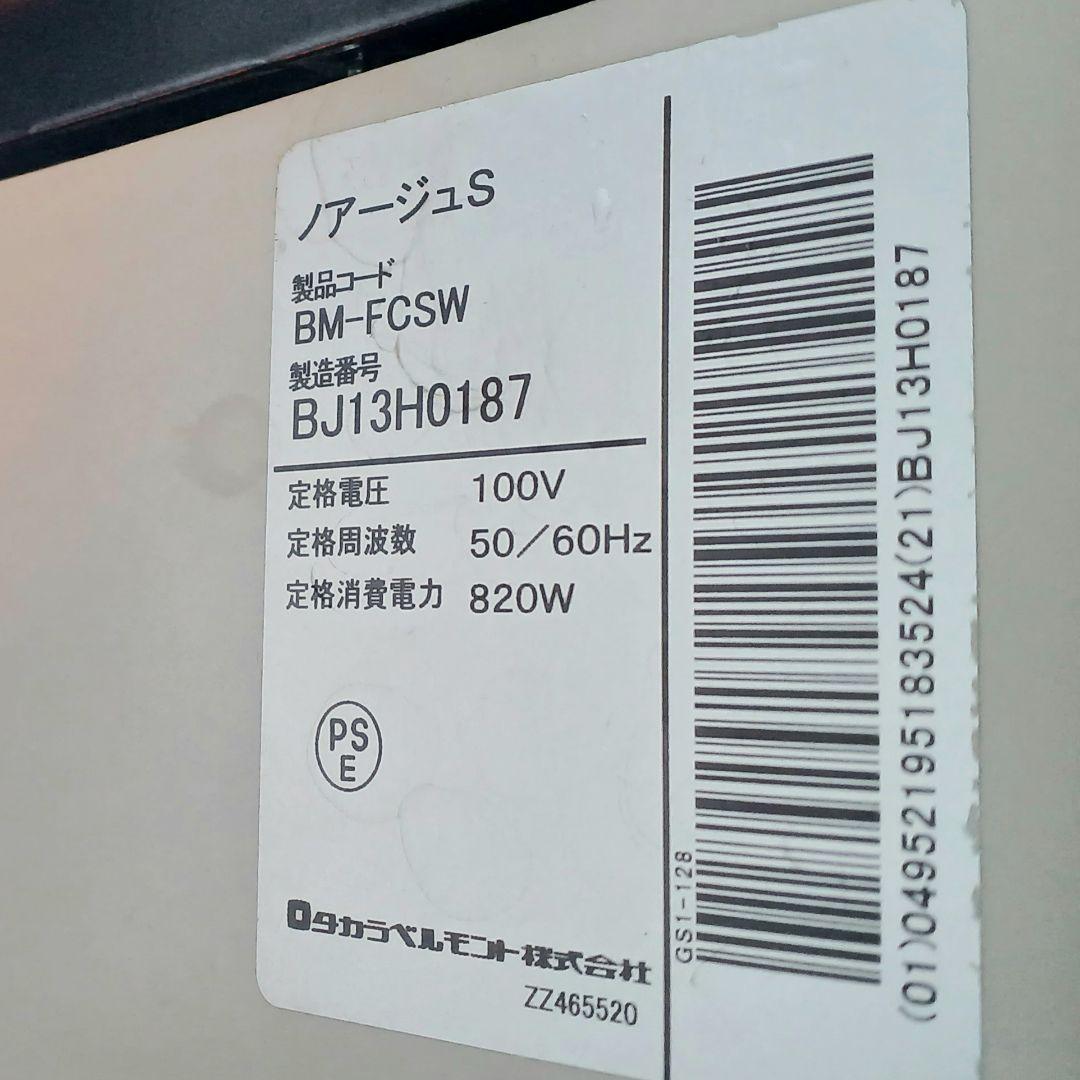 ノアージュS
製品コード
BM-FCSW
製造番号
BJ13H0187
定格電圧 100V
定格周波数 50/60Hz
定格消費電力 820W
PS
E
タカラベルモント株式会社
ZZ465520
GS1-128
(01)04952195183524(21)BJ13H0187